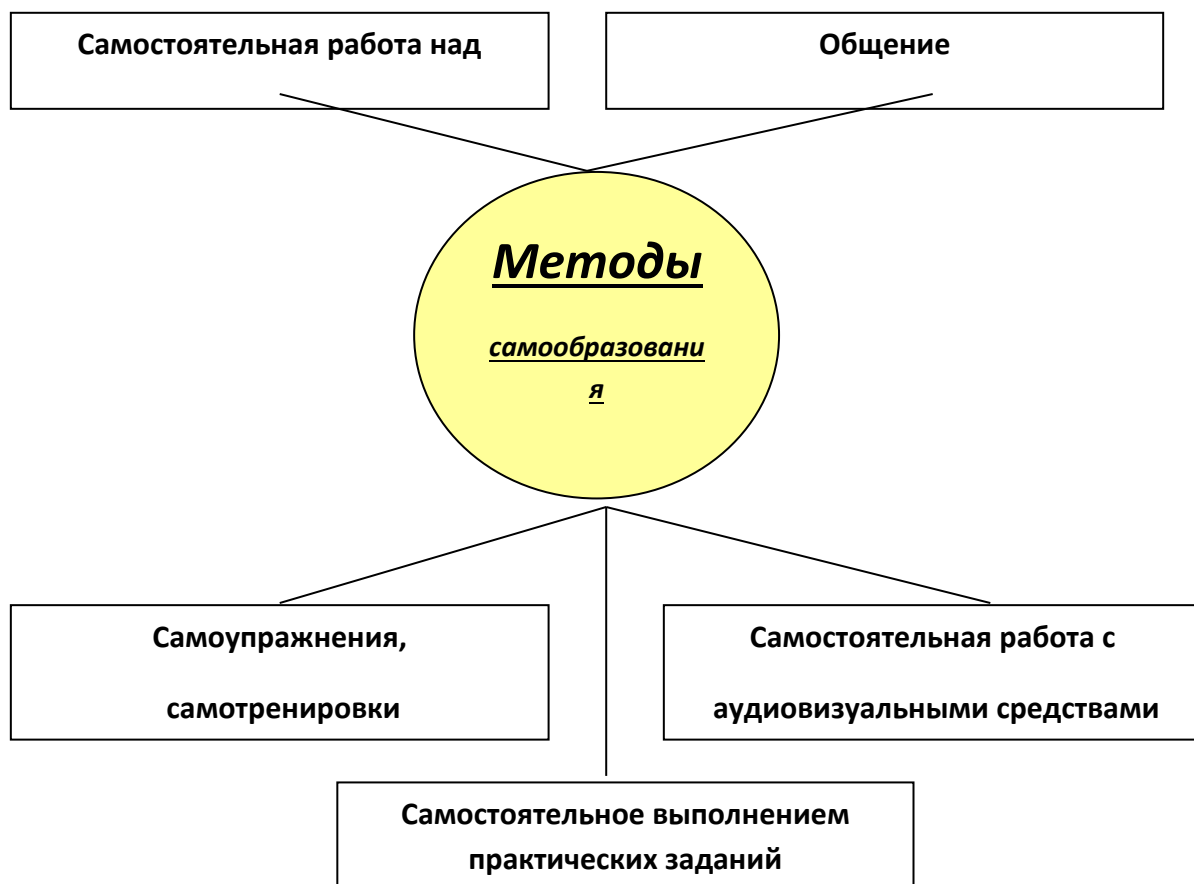 Самостоятельная работа над
Общение
Методы
самообразовани
я
Самоупражнения,
самотренировки
Самостоятельная работа с
аудиовизуальными средствами
Самостоятельное выполнением
практических заданий